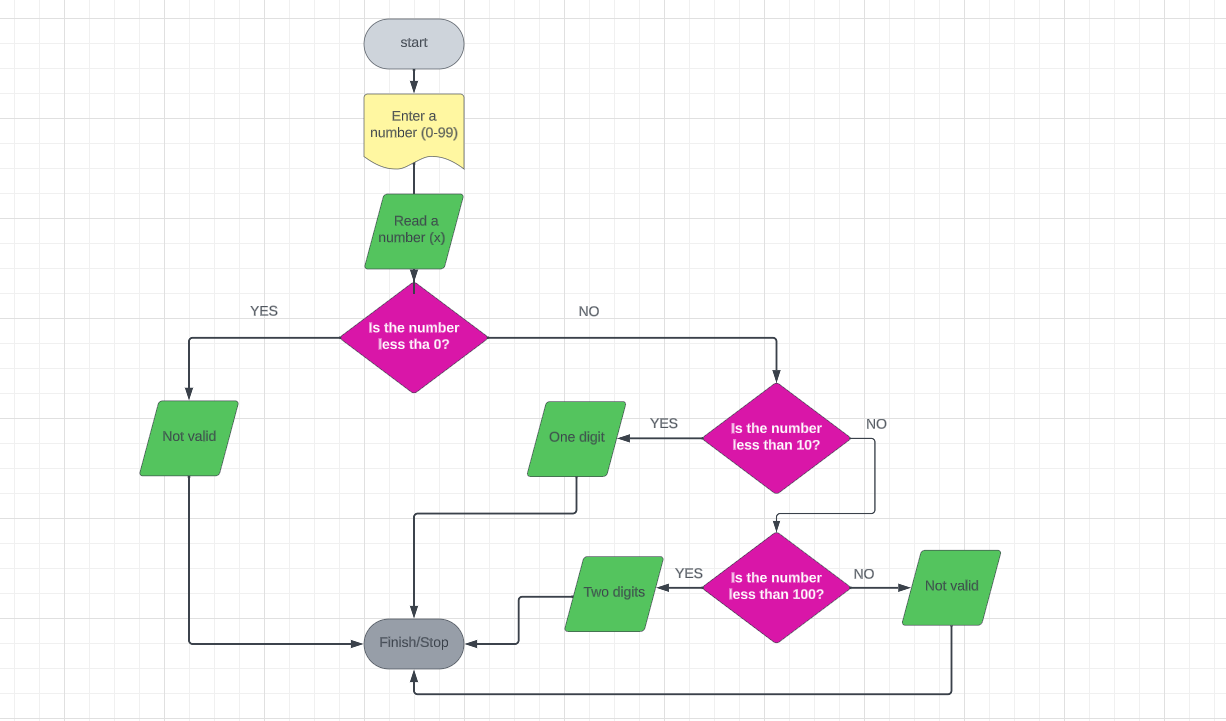 start
Enter a
number (0-99)
Read a
number (x)
YES
NO
Is the number
less tha 0?
Not valid
One digit
YES
Is the number
less than 10?
NO
Two digits
YES
Is the number
less than 100?
NO
Not valid
Finish/Stop